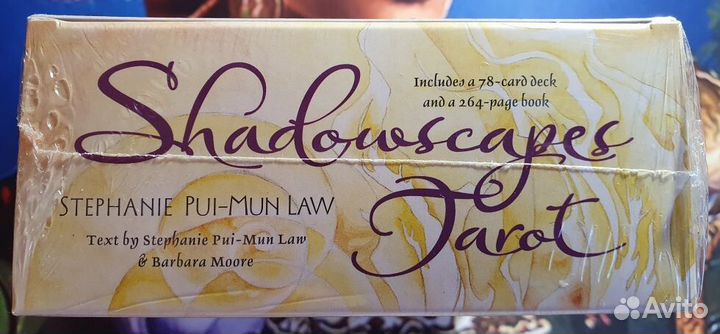 Includes a 78-card deck
and a 264-page book
Shadowscapes
Tarot
STEPHANIE PUI-MUN LAW
Text by Stephanie Pui-Mun Law
& Barbara Moore
Avito